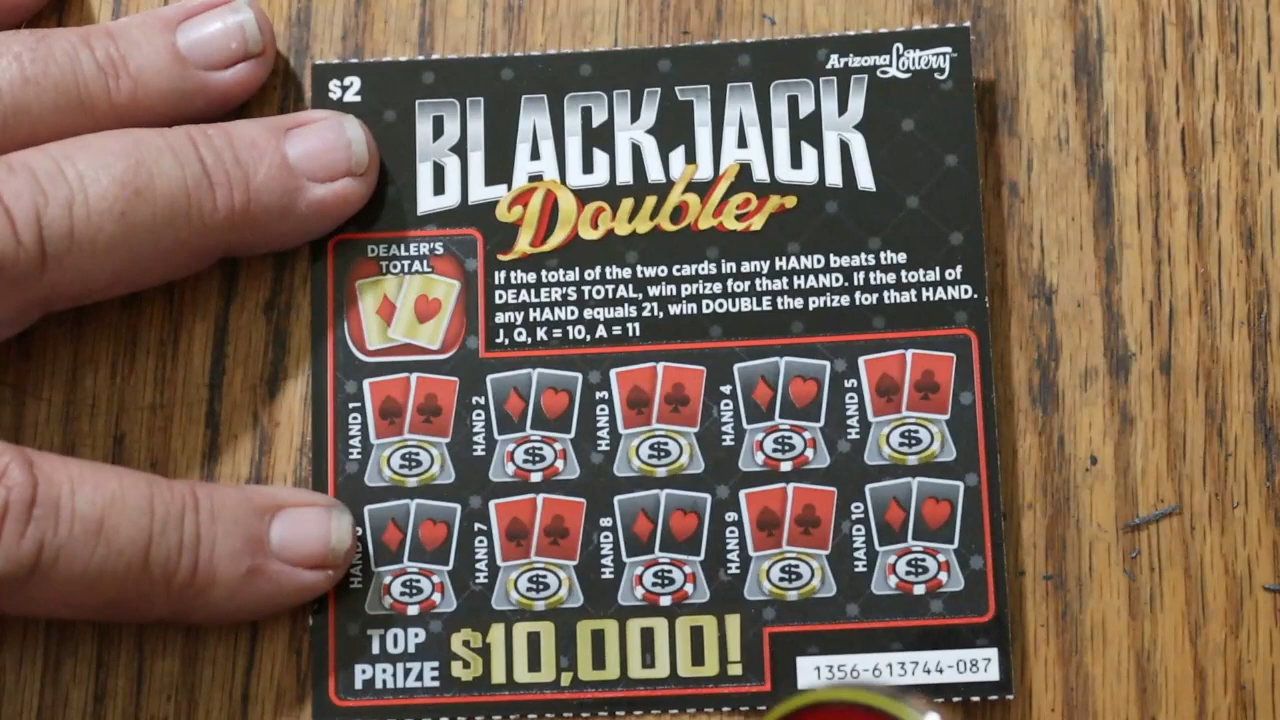 $2
Arizona Lottery™
BLACKJACK
Doubler
DEALER'S
TOTAL
If the total of the two cards in any HAND beats the
DEALER'S TOTAL, win prize for that HAND. If the total of
any HAND equals 21, win DOUBLE the prize for that HAND.
J, Q, K = 10, A = 11
HAND 1
$
HAND 2
$
HAND 3
$
HAND 4
$
HAND 5
$
HAND
$
HAND 7
$
HAND 8
$
HAND 9
$
HAND 10
$
TOP
PRIZE
$10,000!
1356-613744-087